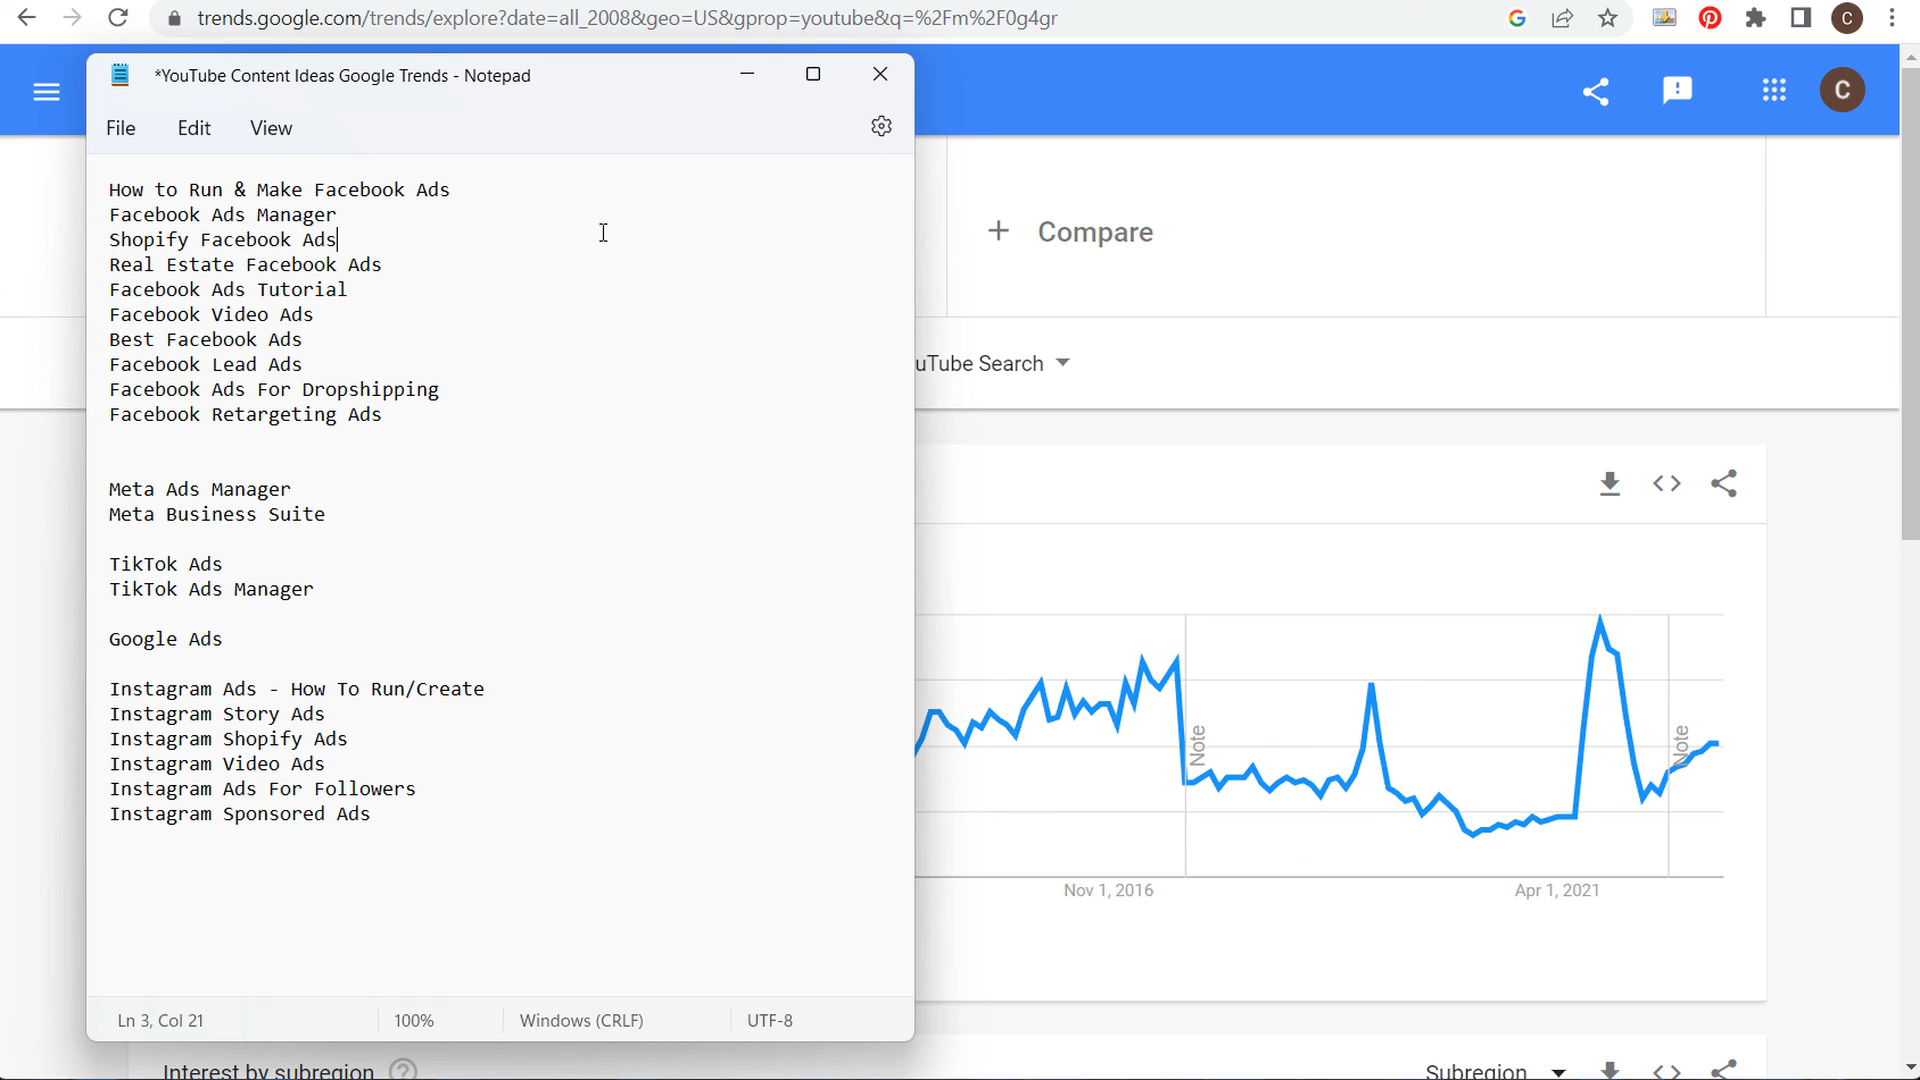 trends.google.com/trends/explore?date=all_2008&geo=US&gprop=youtube&q=%2Fm%2F0g4gr
C
*YouTube Content Ideas Google Trends - Notepad
C
File Edit View
How to Run & Make Facebook Ads
Facebook Ads Manager
Shopify Facebook Ads
Real Estate Facebook Ads
Facebook Ads Tutorial
Facebook Video Ads
Best Facebook Ads
Facebook Lead Ads
Facebook Ads For Dropshipping
Facebook Retargeting Ads
Meta Ads Manager
Meta Business Suite
TikTok Ads
TikTok Ads Manager
Google Ads
Instagram Ads - How To Run/Create
Instagram Story Ads
Instagram Shopify Ads
Instagram Video Ads
Instagram Ads For Followers
Instagram Sponsored Ads
Ln 3, Col 21 100% Windows (CRLF) UTF-8
+ Compare
uTube Search
Note
Note
Nov 1, 2016 Apr 1, 2021
Interest by subregion ? Subregion